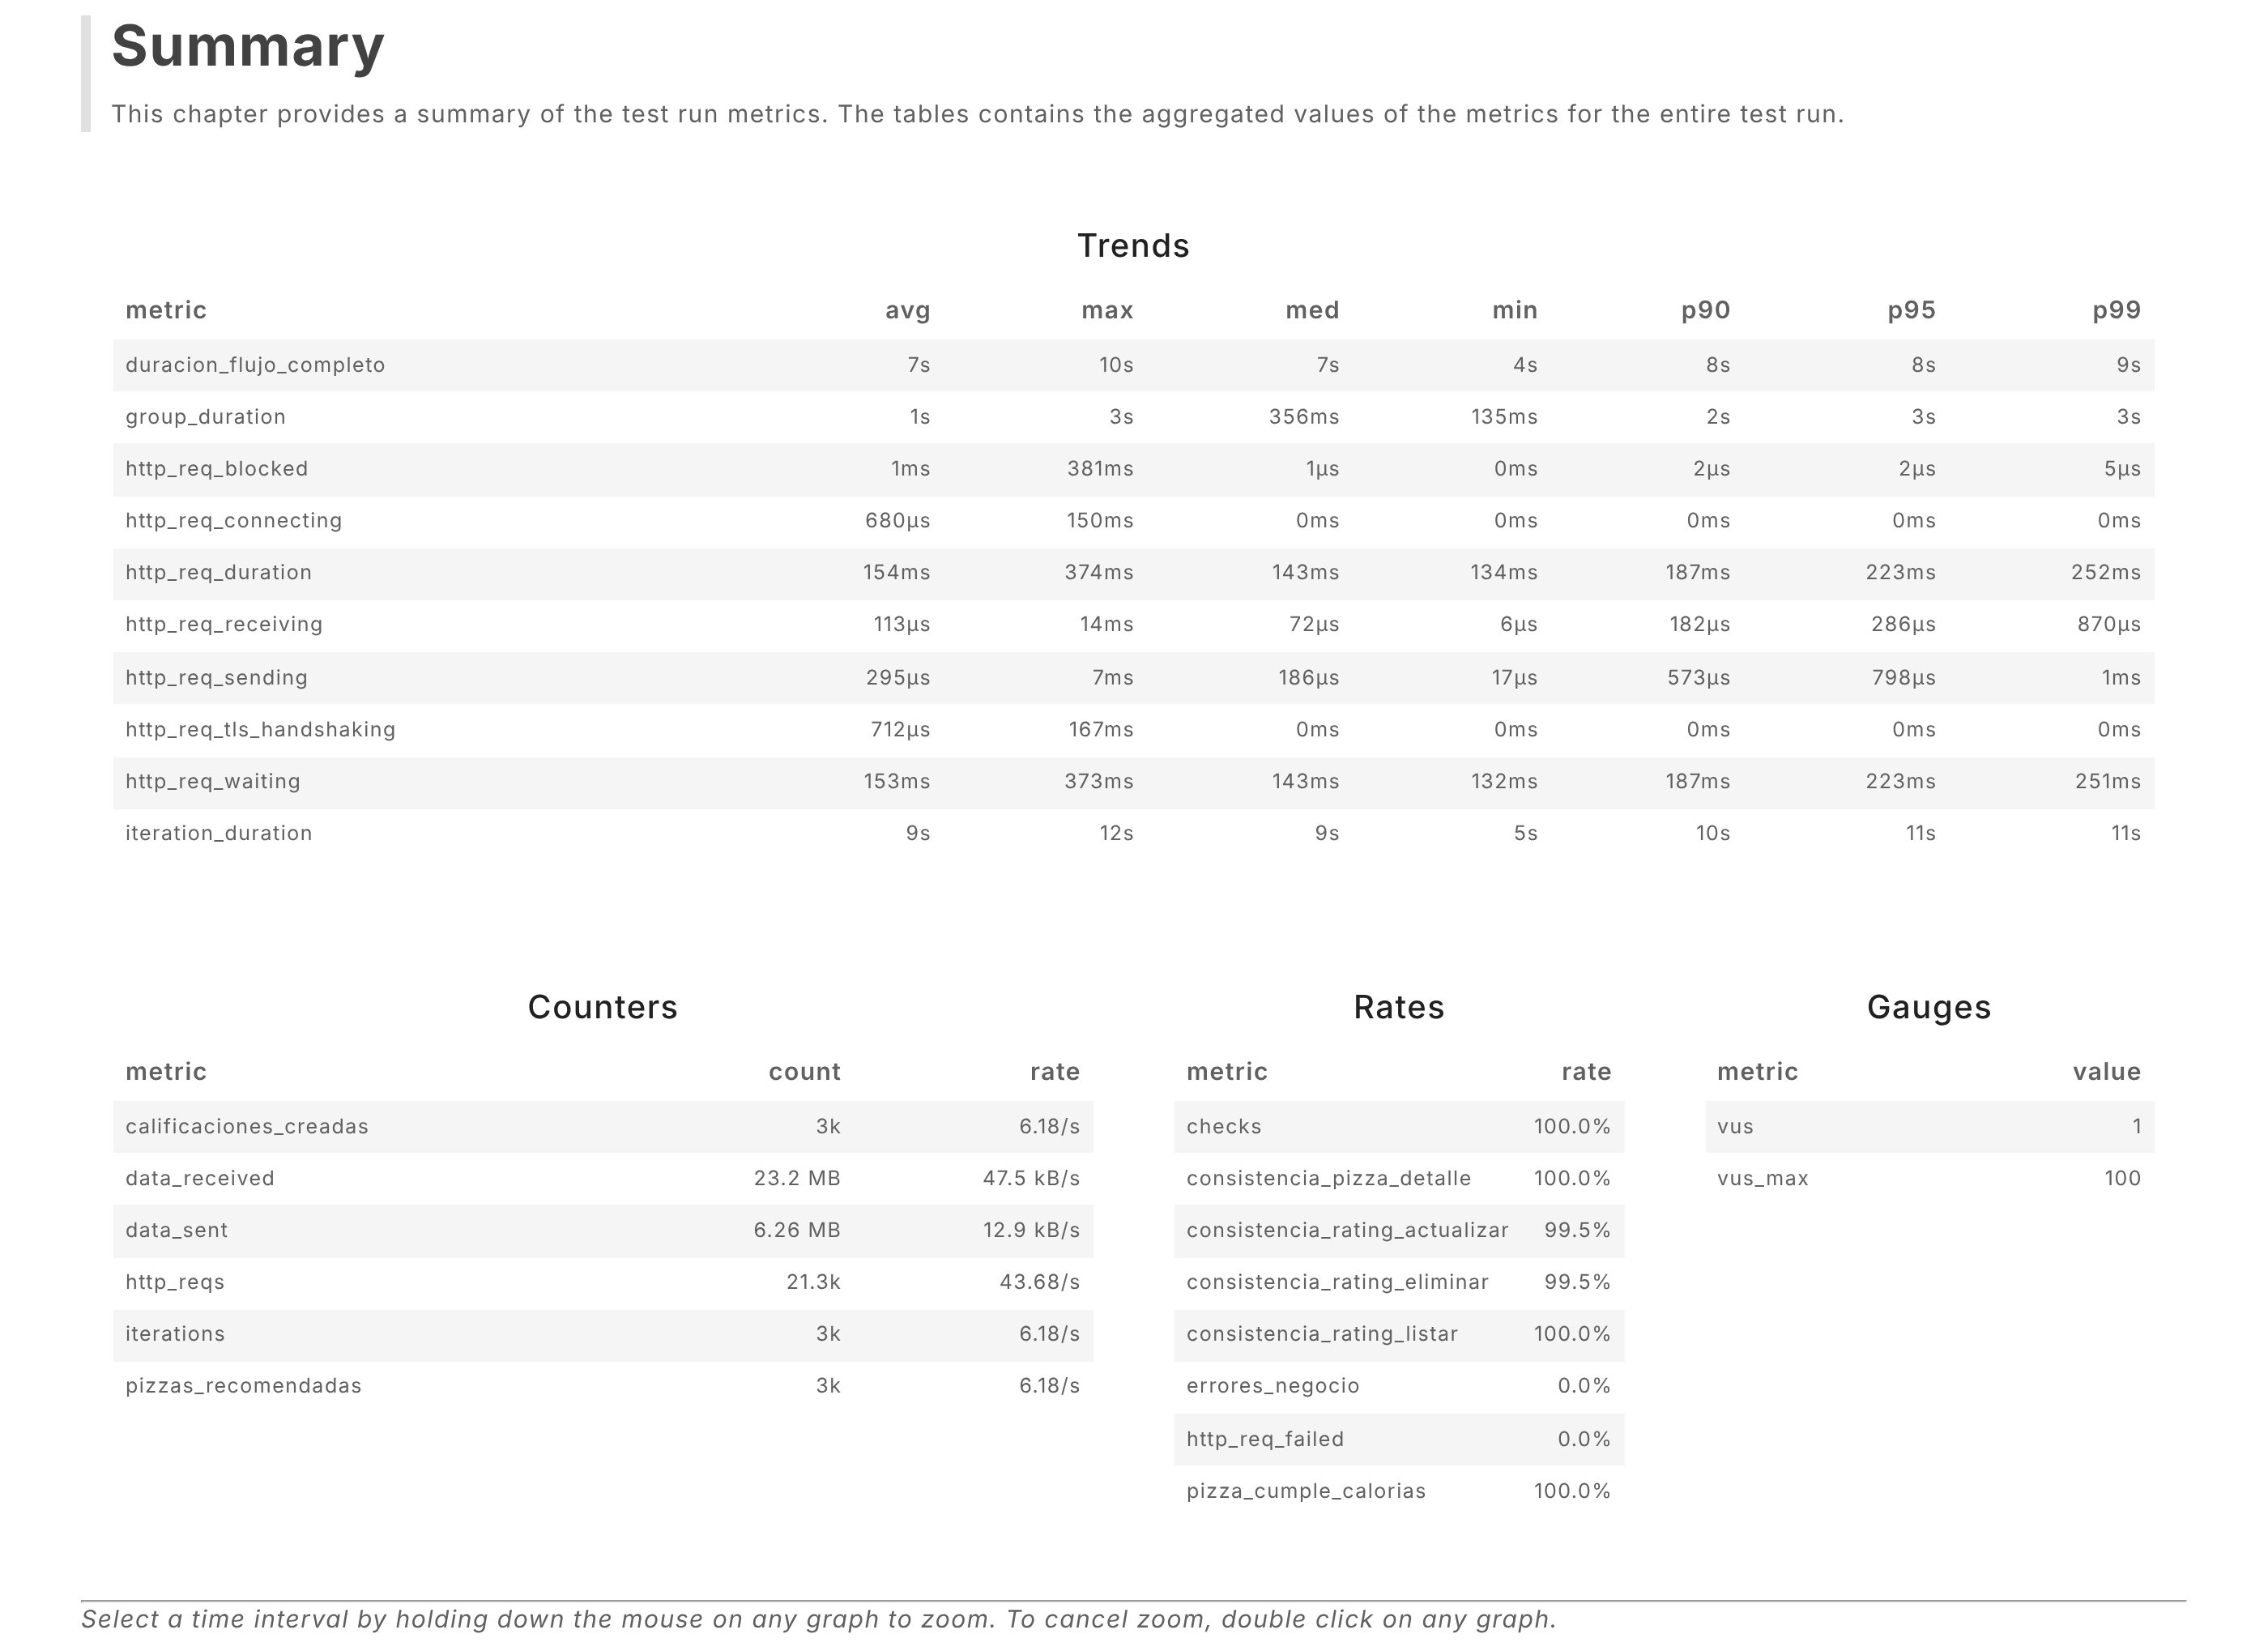 Summary
This chapter provides a summary of the test run metrics. The tables contains the aggregated values of the metrics for the entire test run.
Trends
metric avg max med min p90 p95 p99
duracion_flujo_completo 7s 10s 7s 4s 8s 8s 9s
group_duration 1s 3s 356ms 135ms 2s 3s 3s
http_req_blocked 1ms 381ms 1µs 0ms 2µs 2µs 5µs
http_req_connecting 680µs 150ms 0ms 0ms 0ms 0ms 0ms
http_req_duration 154ms 374ms 143ms 134ms 187ms 223ms 252ms
http_req_receiving 113µs 14ms 72µs 6µs 182µs 286µs 870µs
http_req_sending 295µs 7ms 186µs 17µs 573µs 798µs 1ms
http_req_tls_handshaking 712µs 167ms 0ms 0ms 0ms 0ms 0ms
http_req_waiting 153ms 373ms 143ms 132ms 187ms 223ms 251ms
iteration_duration 9s 12s 9s 5s 10s 11s 11s
Counters
metric count rate
calificaciones_creadas 3k 6.18/s
data_received 23.2 MB 47.5 kB/s
data_sent 6.26 MB 12.9 kB/s
http_reqs 21.3k 43.68/s
iterations 3k 6.18/s
pizzas_recomendadas 3k 6.18/s
Rates
metric rate
checks 100.0%
consistencia_pizza_detalle 100.0%
consistencia_rating_actualizar 99.5%
consistencia_rating_eliminar 99.5%
consistencia_rating_listar 100.0%
errores_negocio 0.0%
http_req_failed 0.0%
pizza_cumple_calorias 100.0%
Gauges
metric value
vus 1
vus_max 100
Select a time interval by holding down the mouse on any graph to zoom. To cancel zoom, double click on any graph.